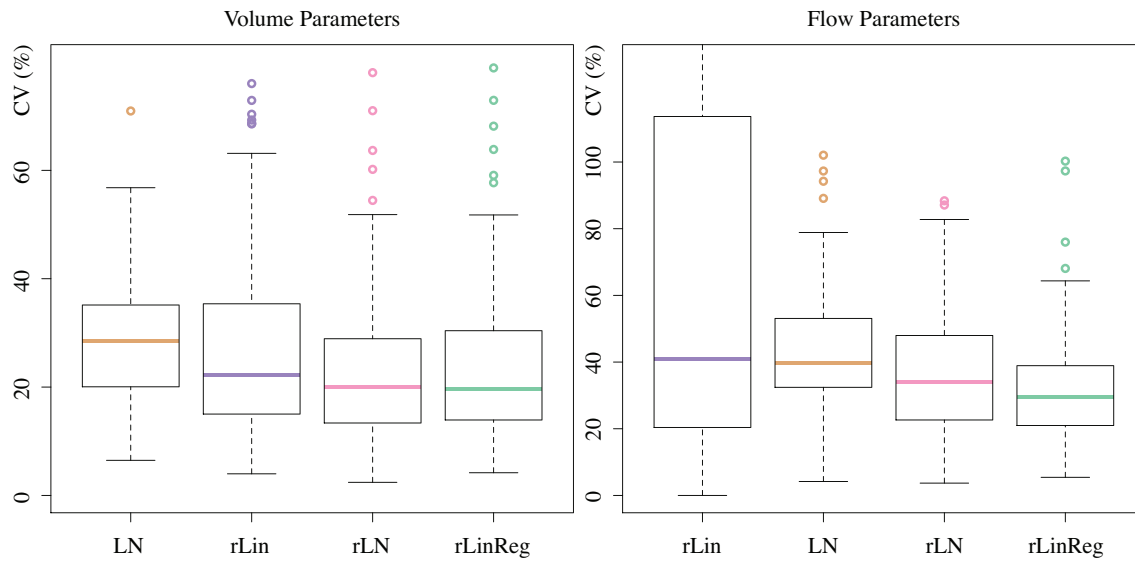 Volume Parameters
CV (%)
60
40
20
0
LN rLin rLN rLinReg
Flow Parameters
CV (%)
100
80
60
40
20
0
rLin LN rLN rLinReg